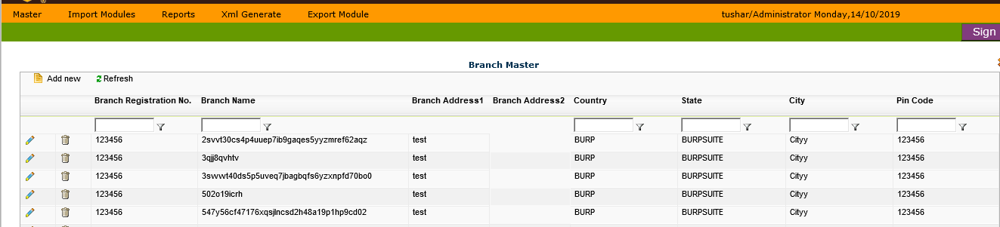 ®
Master Import Modules Reports Xml Generate Export Module tushar/Administrator Monday,14/10/2019
Sign
Branch Master
Add new Refresh
Branch Registration No. Branch Name Branch Address1 Branch Address2 Country State City Pin Code
123456 2svvt30cs4p4uuep7ib9gaqes5yyzmref62aqz test BURP BURPSUITE Cityy 123456
123456 3qjj8qvhtv test BURP BURPSUITE Cityy 123456
123456 3svwvt40ds5p5uveq7jbagbqfs6yzxnpfd70bo0 test BURP BURPSUITE Cityy 123456
123456 502o19icrh test BURP BURPSUITE Cityy 123456
123456 547y56cf47176xqsjlncsd2h48a19p1hp9cd02 test BURP BURPSUITE Cityy 123456